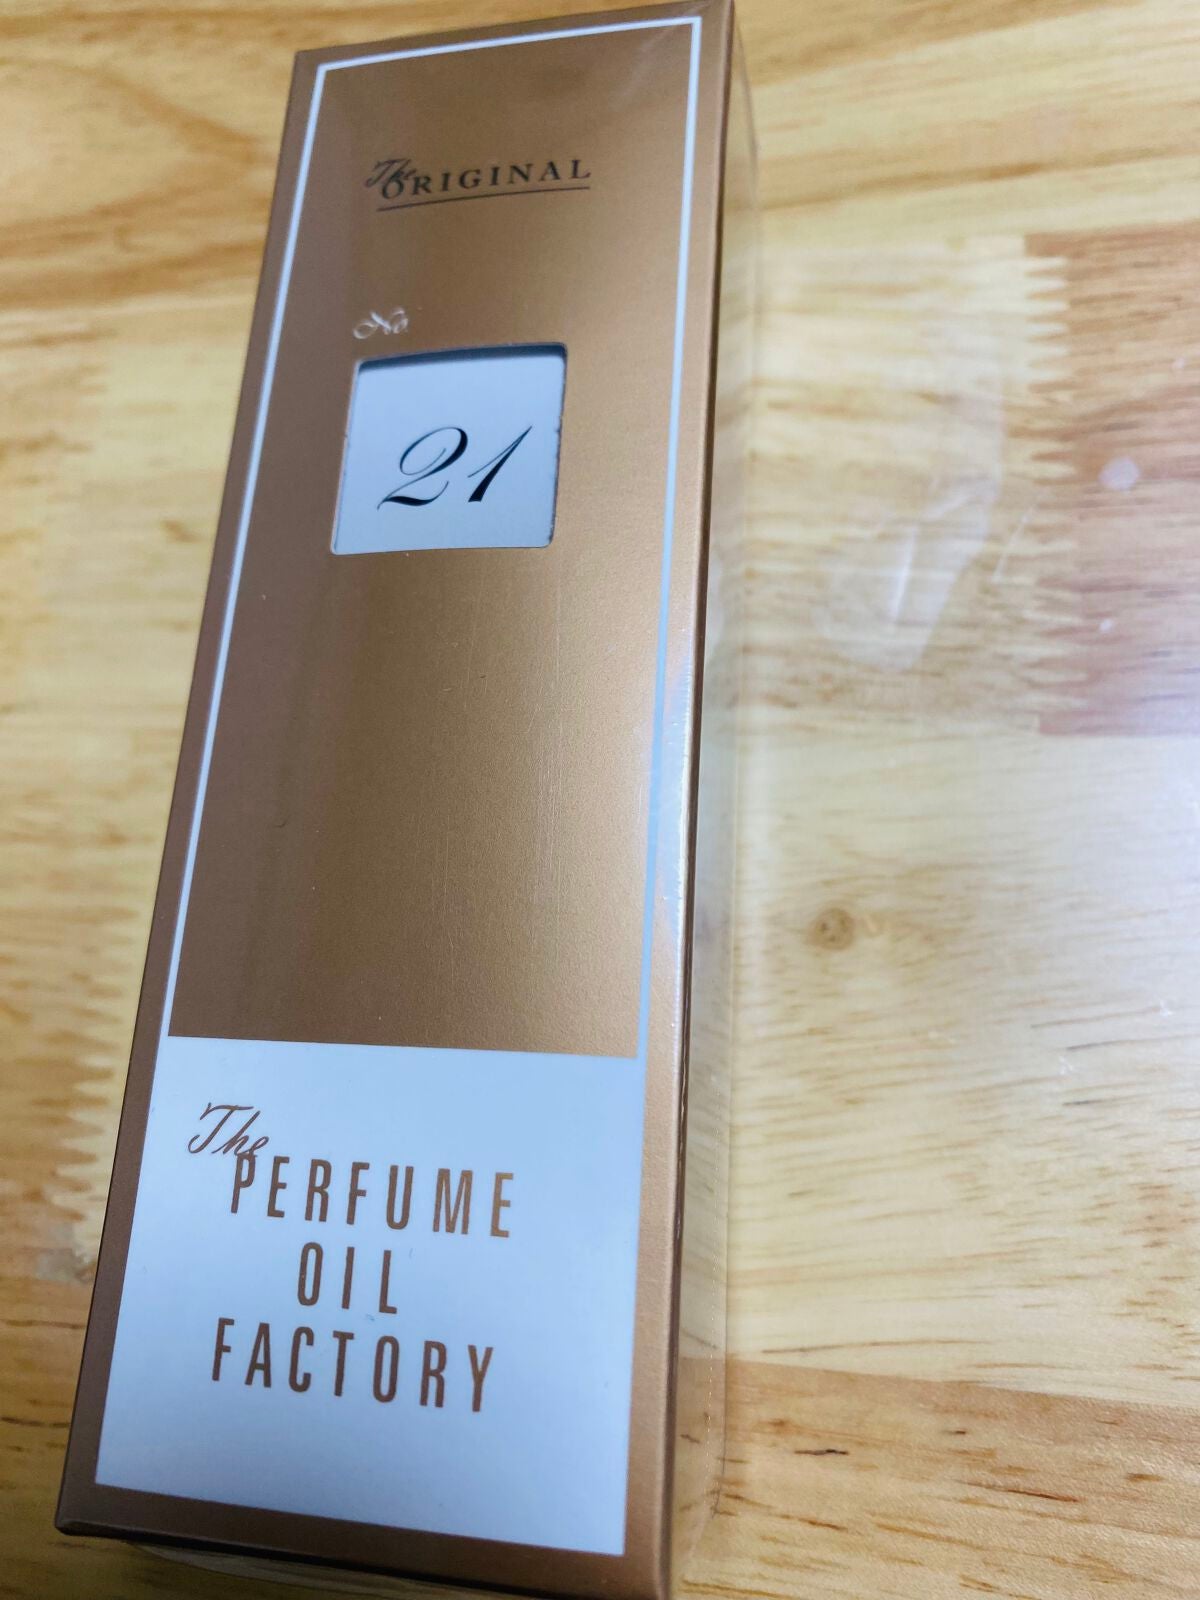 The ORIGINAL
No.
21
The
PERFUME
OIL
FACTORY